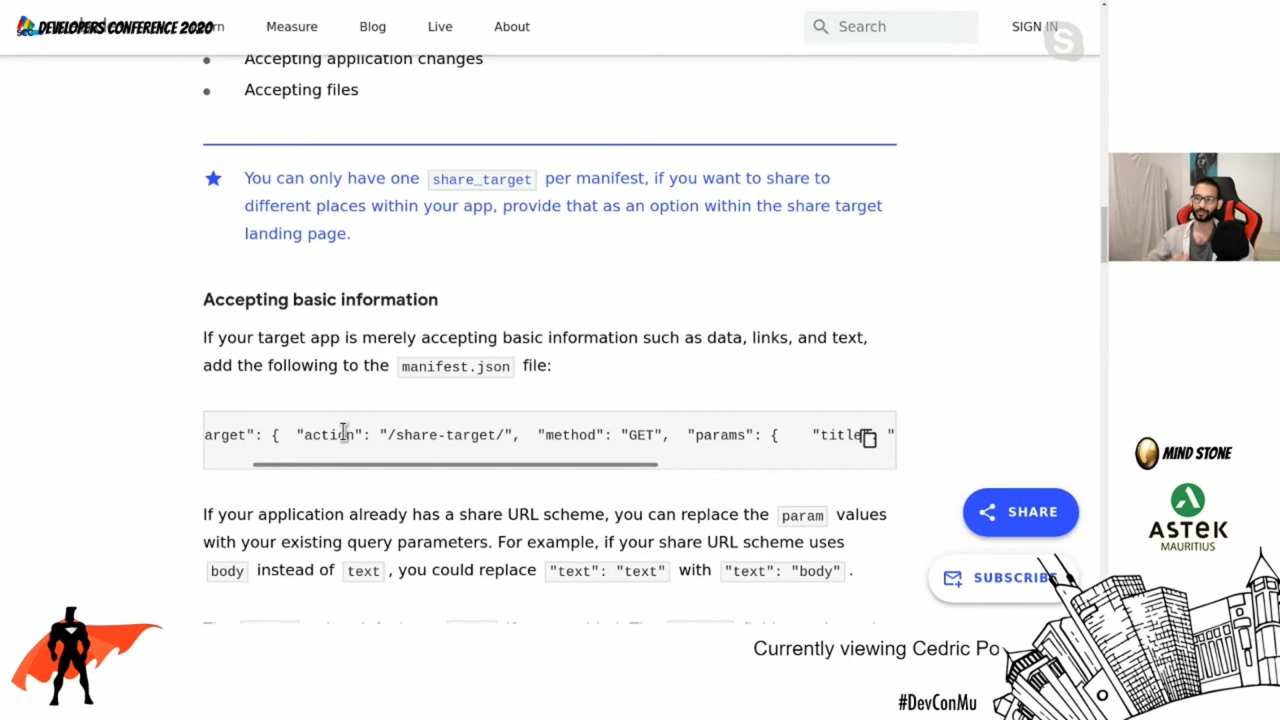 DEVELOPERS CONFERENCE 2020
Measure
Blog
Live
About
Search
SIGN IN
S
Accepting application changes
Accepting files
You can only have one share_target per manifest, if you want to share to
different places within your app, provide that as an option within the share target
landing page.
Accepting basic information
If your target app is merely accepting basic information such as data, links, and text,
add the following to the manifest.json file:
arget": { "action": "/share-target/", "method": "GET", "params": { "title": "
If your application already has a share URL scheme, you can replace the param values
with your existing query parameters. For example, if your share URL scheme uses
body instead of text, you could replace "text": "text" with "text": "body".
SHARE
SUBSCRIBE
MIND STONE
ASTEK
MAURITIUS
Currently viewing Cedric Po
#DevConMu